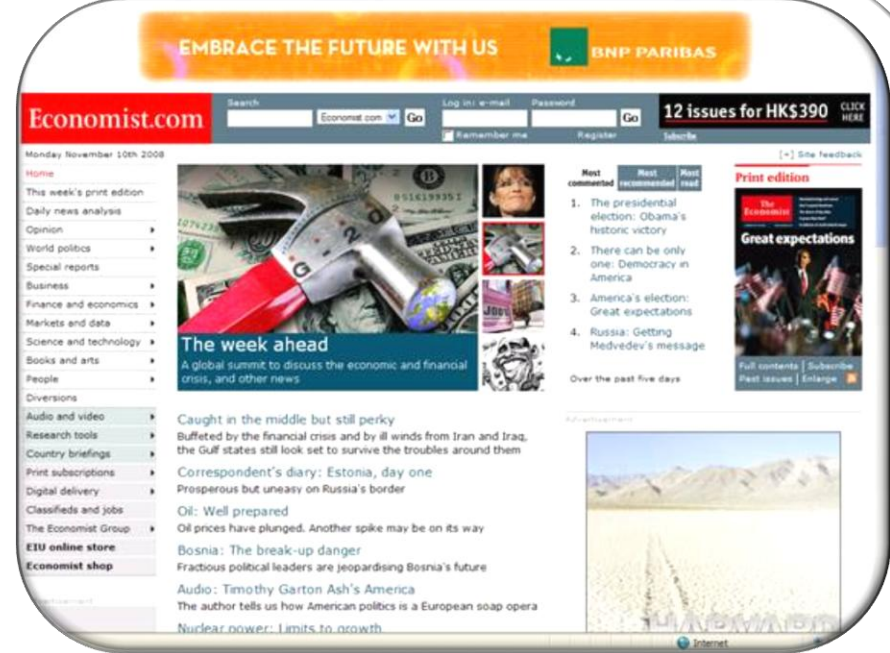 EMBRACE THE FUTURE WITH US
BNP PARIBAS
Economist.com
Search
Economist.com
Go
Log in: e-mail
Password
Go
Remember me
Register
12 issues for HK$390
CLICK
HERE
Subscribe
Monday November 10th 2008
[+] Site feedback
Home
This week's print edition
Daily news analysis
Opinion
World politics
Special reports
Business
Finance and economics
Markets and data
Science and technology
Books and arts
People
Diversions
Audio and video
Research tools
Country briefings
Print subscriptions
Digital delivery
Classifieds and jobs
The Economist Group
EIU online store
Economist shop
Advertisement
G - 20
The week ahead
A global summit to discuss the economic and financial
crisis, and other news
Caught in the middle but still perky
Buffeted by the financial crisis and by ill winds from Iran and Iraq,
the Gulf states still look set to survive the troubles around them
Correspondent's diary: Estonia, day one
Prosperous but uneasy on Russia's border
Oil: Well prepared
Oil prices have plunged. Another spike may be on its way
Bosnia: The break-up danger
Fractious political leaders are jeopardising Bosnia's future
Audio: Timothy Garton Ash's America
The author tells us how American politics is a European soap opera
Nuclear power: Limits to growth
Most
commented
Most
recommended
Most
read
1. The presidential
election: Obama's
historic victory
2. There can be only
one: Democracy in
America
3. America's election:
Great expectations
4. Russia: Getting
Medvedev's message
Over the past five days
Print edition
The
Economist
Great expectations
Full contents | Subscribe
Past issues | Enlarge
Advertisement
HARVARD
Internet